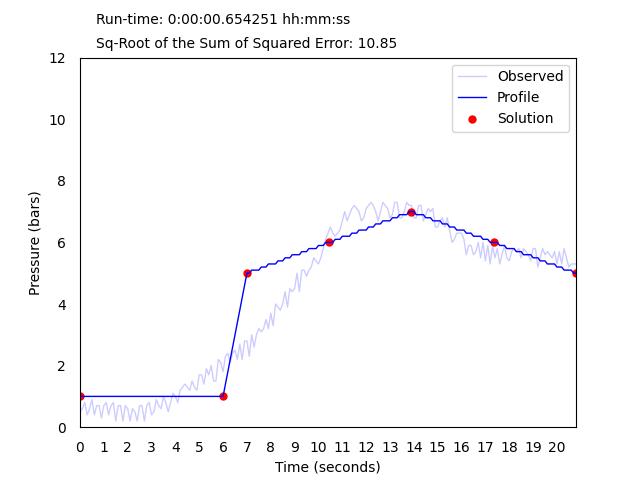 Run-time: 0:00:00.654251 hh:mm:ss
Sq-Root of the Sum of Squared Error: 10.85
12
10
8
6
4
2
0
Pressure (bars)
Observed
Profile
Solution
0 1 2 3 4 5 6 7 8 9 10 11 12 13 14 15 16 17 18 19 20
Time (seconds)